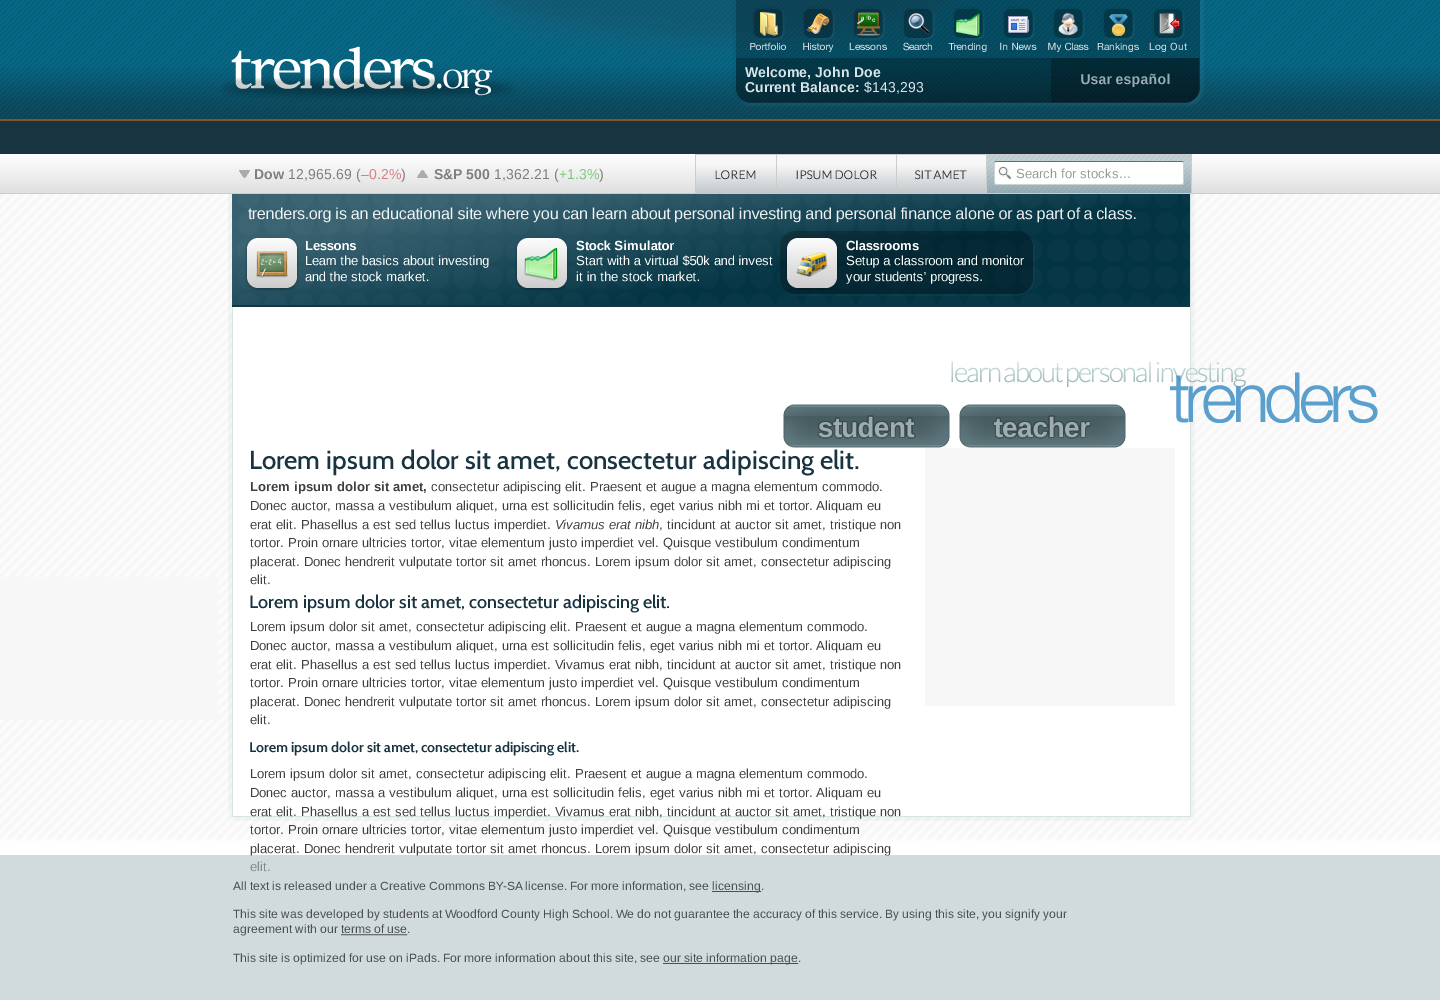 Portfolio History Lessons Search Trending In News My Class Rankings Log Out
trenders.org
Welcome, John Doe
Current Balance: $143,293
Usar español
Dow 12,965.69 (–0.2%) S&P 500 1,362.21 (+1.3%)
LOREM IPSUM DOLOR SIT AMET
Search for stocks...
trenders.org is an educational site where you can learn about personal investing and personal finance alone or as part of a class.
Lessons
Learn the basics about investing
and the stock market.
Stock Simulator
Start with a virtual $50k and invest
it in the stock market.
Classrooms
Setup a classroom and monitor
your students' progress.
learn about personal investing
trenders
student teacher
Lorem ipsum dolor sit amet, consectetur adipiscing elit.
Lorem ipsum dolor sit amet, consectetur adipiscing elit. Praesent et augue a magna elementum commodo.
Donec auctor, massa a vestibulum aliquet, urna est sollicitudin felis, eget varius nibh mi et tortor. Aliquam eu
erat elit. Phasellus a est sed tellus luctus imperdiet. Vivamus erat nibh, tincidunt at auctor sit amet, tristique non
tortor. Proin ornare ultricies tortor, vitae elementum justo imperdiet vel. Quisque vestibulum condimentum
placerat. Donec hendrerit vulputate tortor sit amet rhoncus. Lorem ipsum dolor sit amet, consectetur adipiscing
elit.
Lorem ipsum dolor sit amet, consectetur adipiscing elit.
Lorem ipsum dolor sit amet, consectetur adipiscing elit. Praesent et augue a magna elementum commodo.
Donec auctor, massa a vestibulum aliquet, urna est sollicitudin felis, eget varius nibh mi et tortor. Aliquam eu
erat elit. Phasellus a est sed tellus luctus imperdiet. Vivamus erat nibh, tincidunt at auctor sit amet, tristique non
tortor. Proin ornare ultricies tortor, vitae elementum justo imperdiet vel. Quisque vestibulum condimentum
placerat. Donec hendrerit vulputate tortor sit amet rhoncus. Lorem ipsum dolor sit amet, consectetur adipiscing
elit.
Lorem ipsum dolor sit amet, consectetur adipiscing elit.
Lorem ipsum dolor sit amet, consectetur adipiscing elit. Praesent et augue a magna elementum commodo.
Donec auctor, massa a vestibulum aliquet, urna est sollicitudin felis, eget varius nibh mi et tortor. Aliquam eu
erat elit. Phasellus a est sed tellus luctus imperdiet. Vivamus erat nibh, tincidunt at auctor sit amet, tristique non
tortor. Proin ornare ultricies tortor, vitae elementum justo imperdiet vel. Quisque vestibulum condimentum
placerat. Donec hendrerit vulputate tortor sit amet rhoncus. Lorem ipsum dolor sit amet, consectetur adipiscing
elit.
All text is released under a Creative Commons BY-SA license. For more information, see licensing.
This site was developed by students at Woodford County High School. We do not guarantee the accuracy of this service. By using this site, you signify your
agreement with our terms of use.
This site is optimized for use on iPads. For more information about this site, see our site information page.